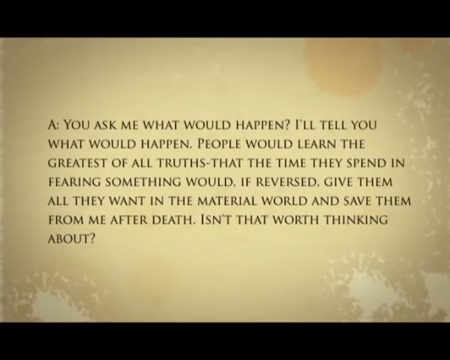 A: You ask me what would happen? I'll tell you
what would happen. People would learn the
greatest of all truths-that the time they spend in
fearing something would, if reversed, give them
all they want in the material world and save them
from me after death. Isn't that worth thinking
about?